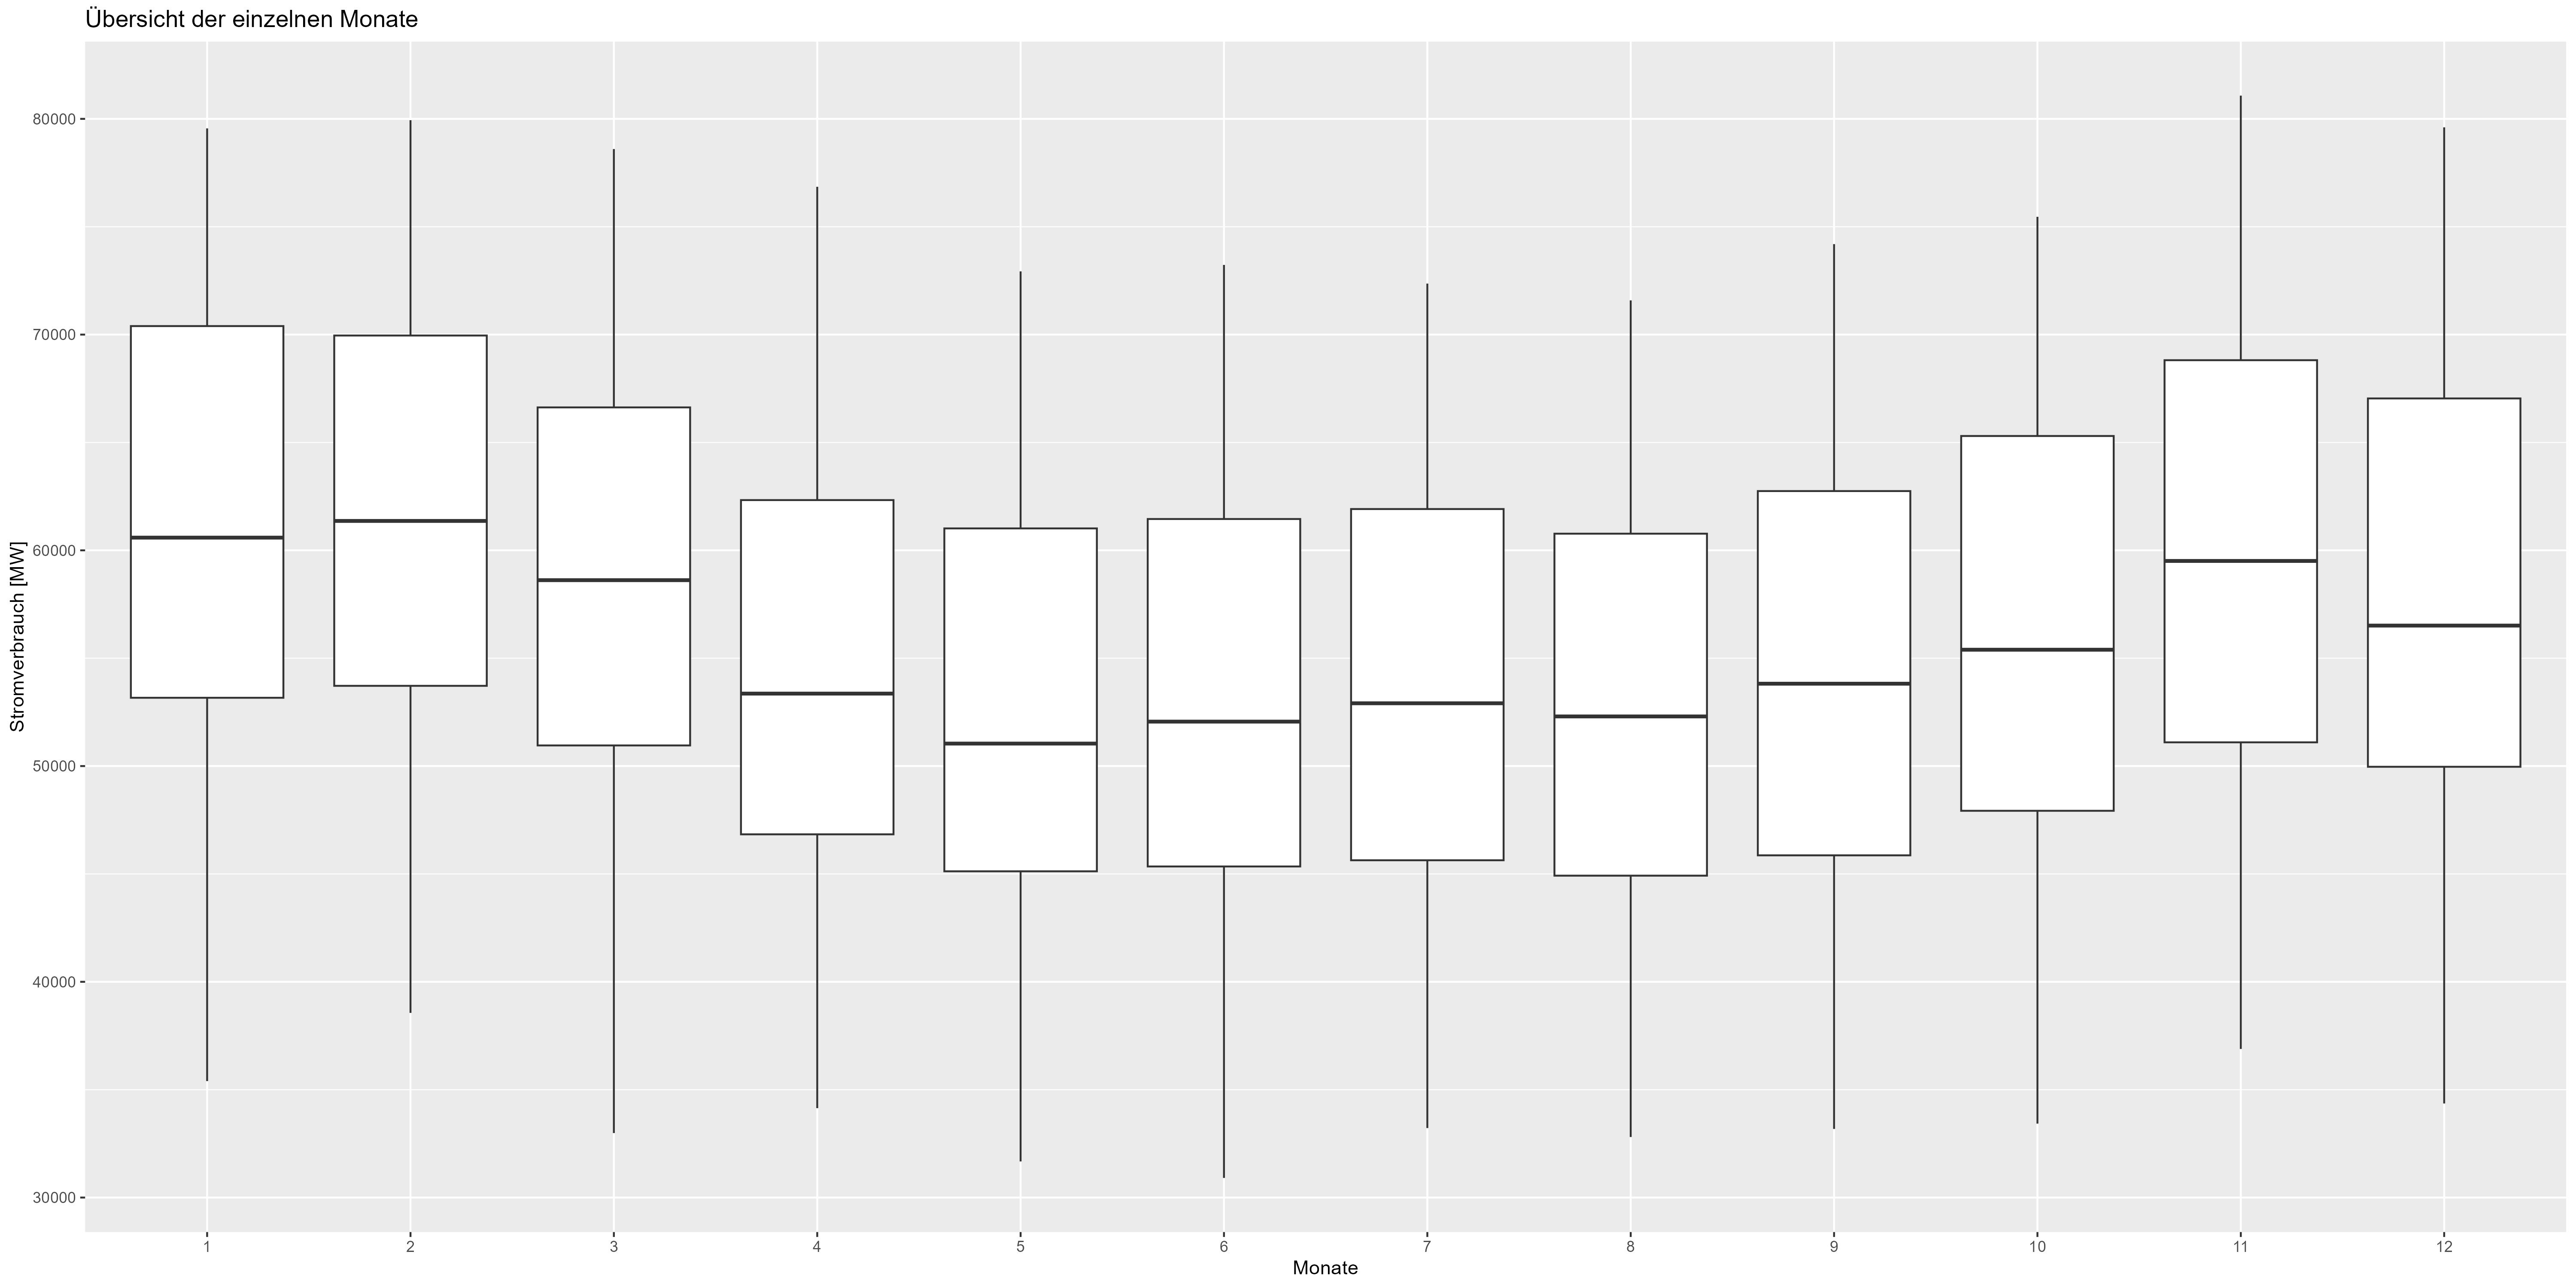 Übersicht der einzelnen Monate
Stromverbrauch [MW]
80000
70000
60000
50000
40000
30000
1 2 3 4 5 6 7 8 9 10 11 12
Monate